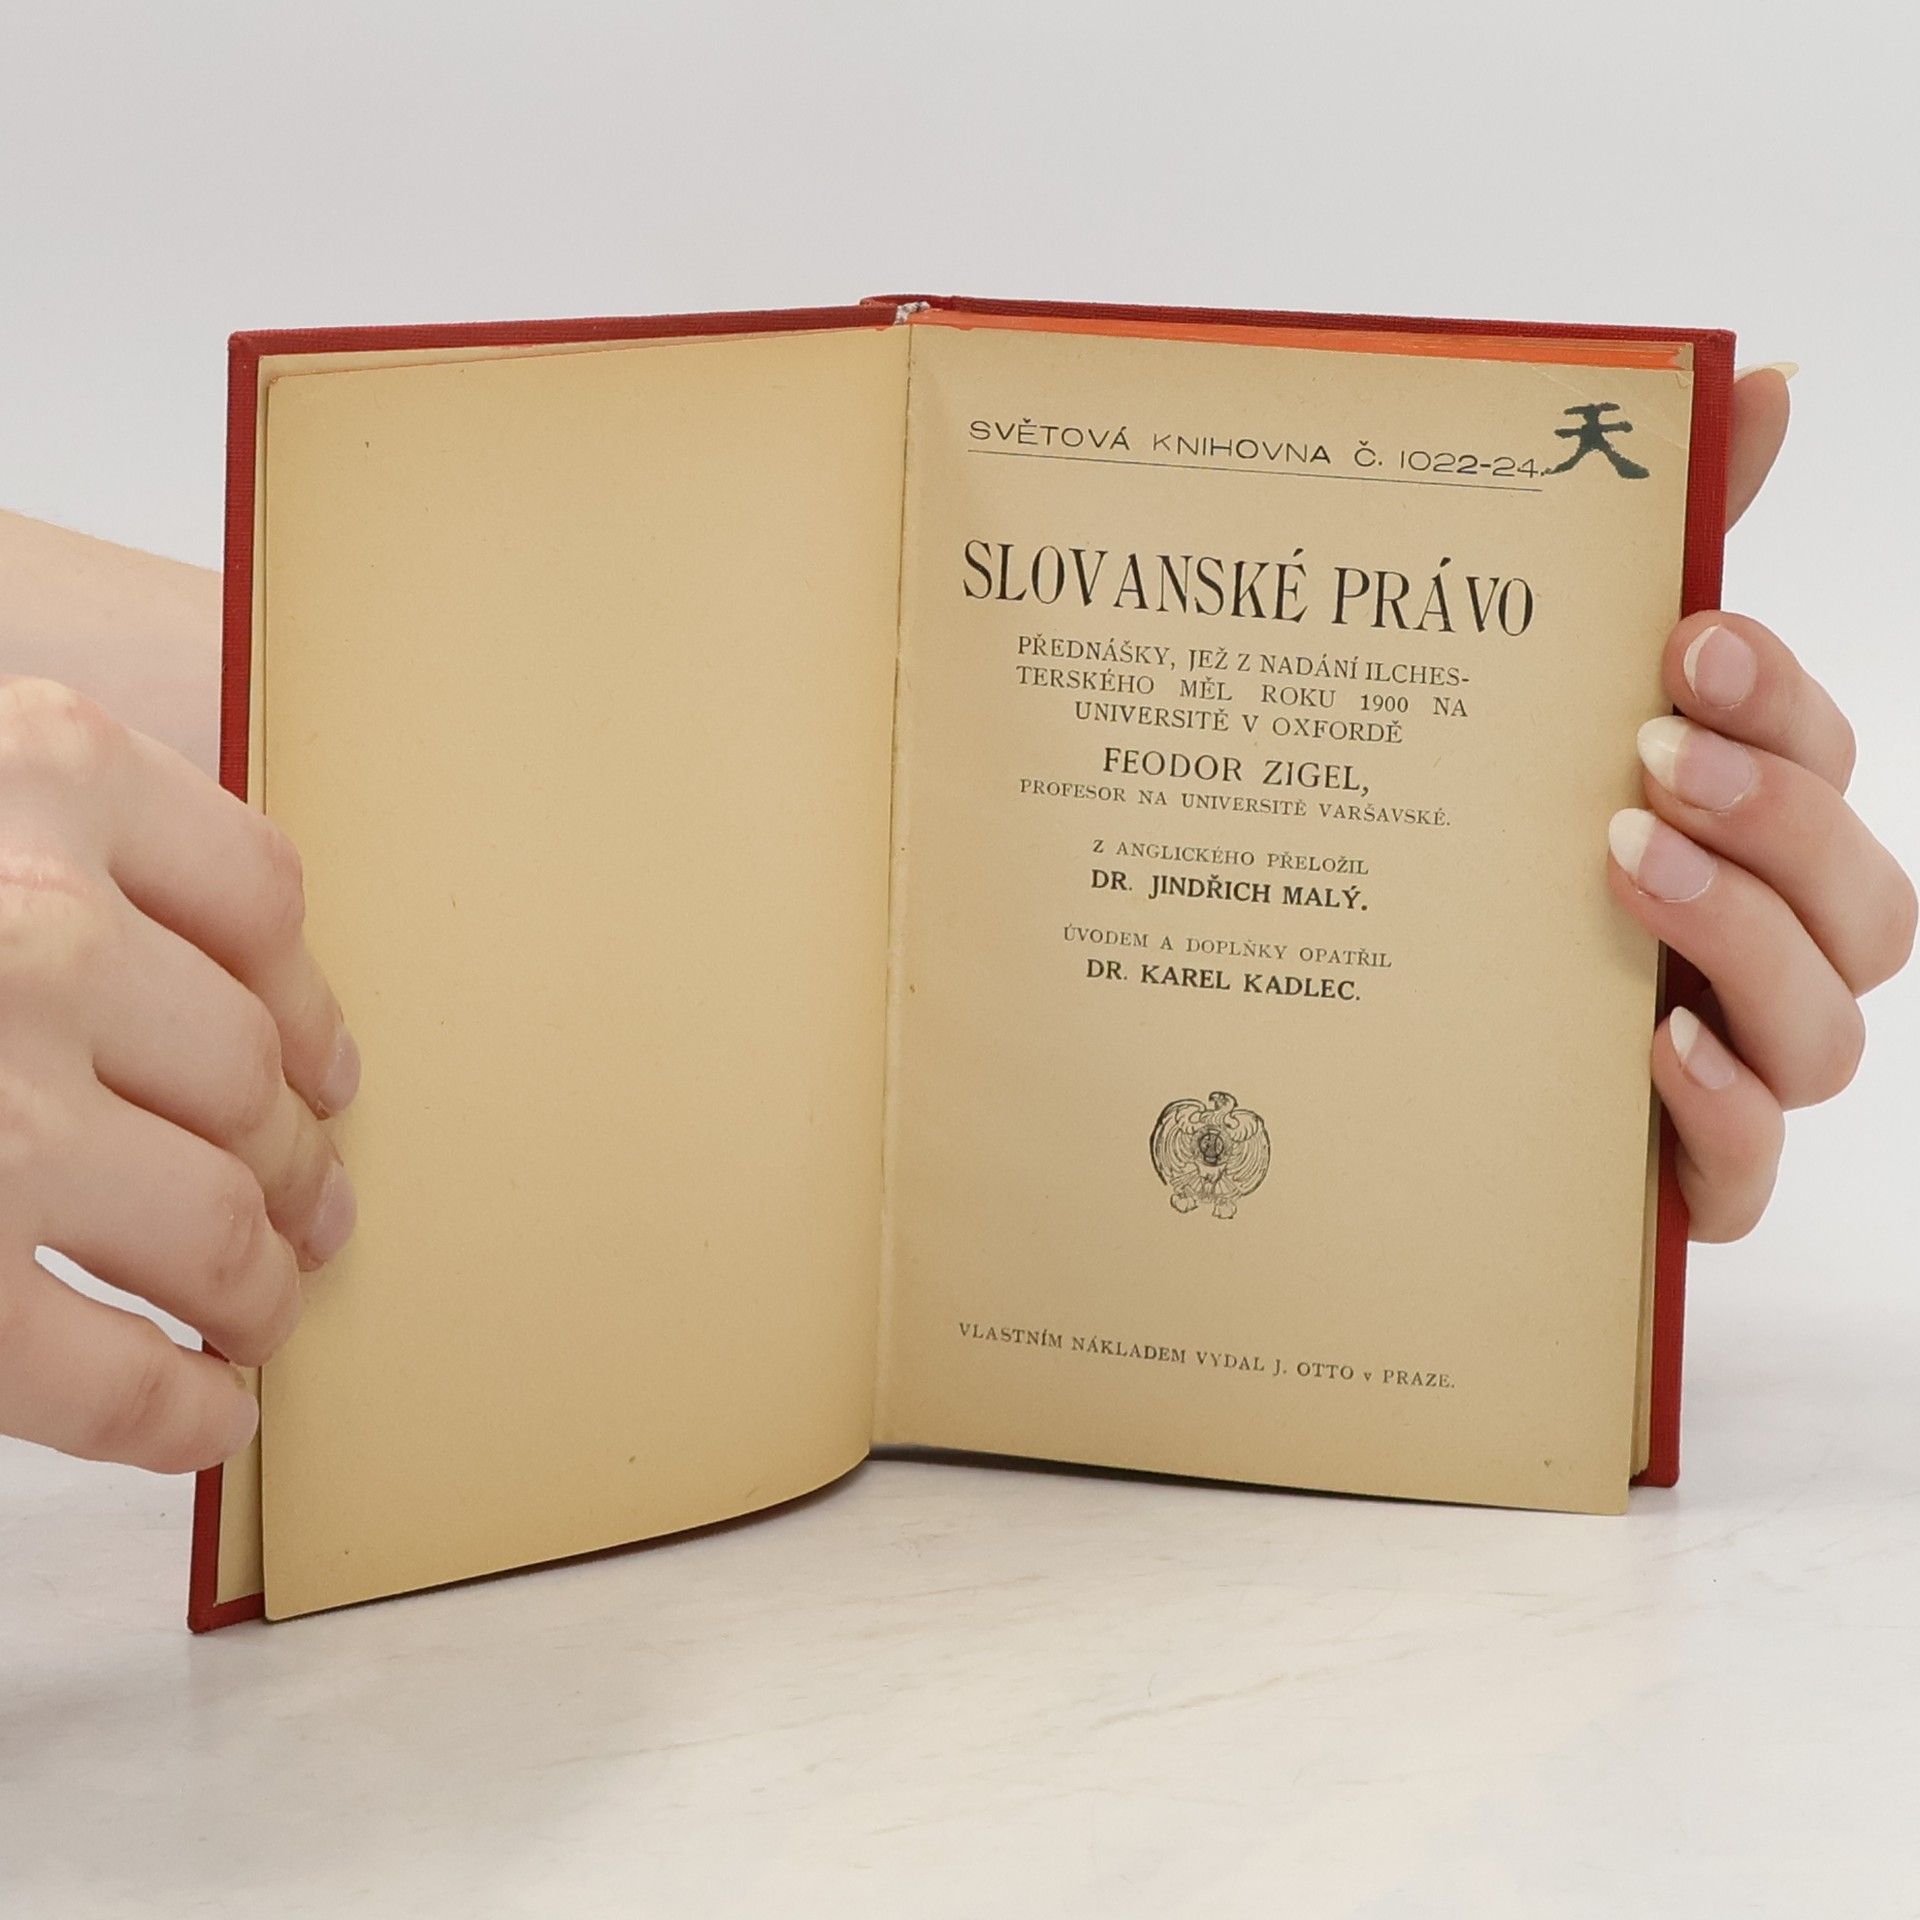 SVĚTOVÁ KNIHOVNA Č. 1022-24.
SLOVANSKÉ PRÁVO
PŘEDNÁŠKY, JEŽ Z NADÁNÍ ILCHES-
TERSKÉHO MĚL ROKU 1900 NA
UNIVERSITĚ V OXFORDĚ
FEODOR ZIGEL,
PROFESOR NA UNIVERSITĚ VARŠAVSKÉ.
Z ANGLICKÉHO PŘELOŽIL
DR. JINDŘICH MALÝ.
ÚVODEM A DOPLŇKY OPATŘIL
DR. KAREL KADLEC.
VLASTNÍM NÁKLADEM VYDAL J. OTTO v PRAZE.